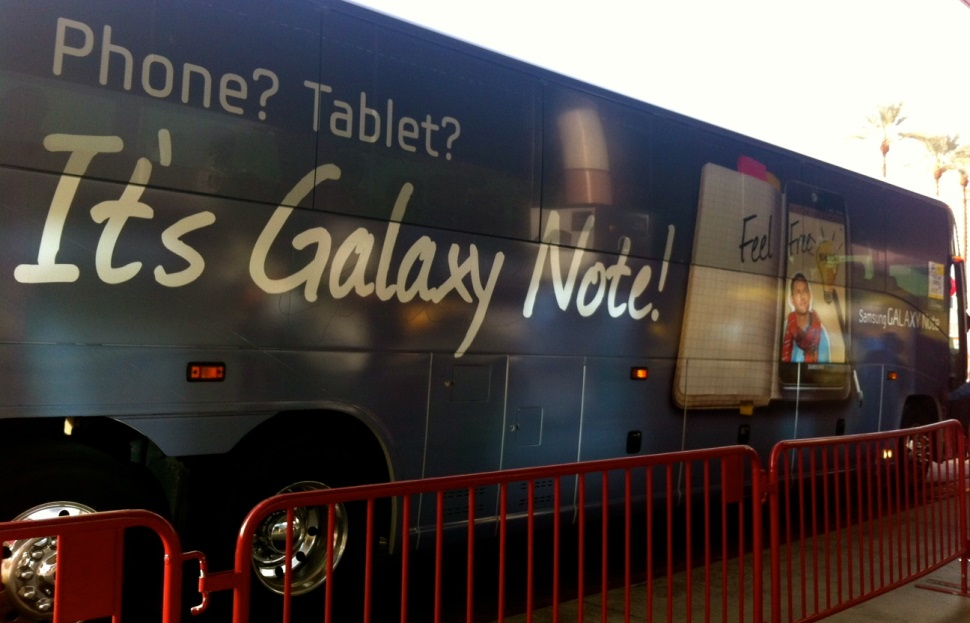 Phone? Tablet?
It's Galaxy Note!
Feel Free
Samsung GALAXY Note